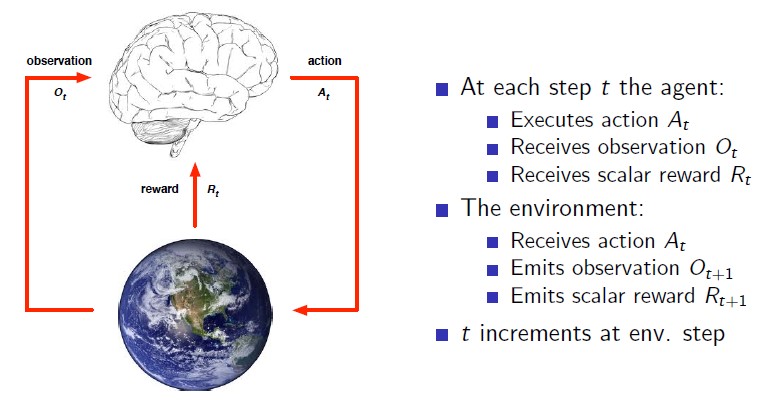 observation
O_t
action
A_t
reward
R_t
At each step t the agent:
Executes action A_t
Receives observation O_t
Receives scalar reward R_t
The environment:
Receives action A_t
Emits observation O_{t+1}
Emits scalar reward R_{t+1}
t increments at env. step